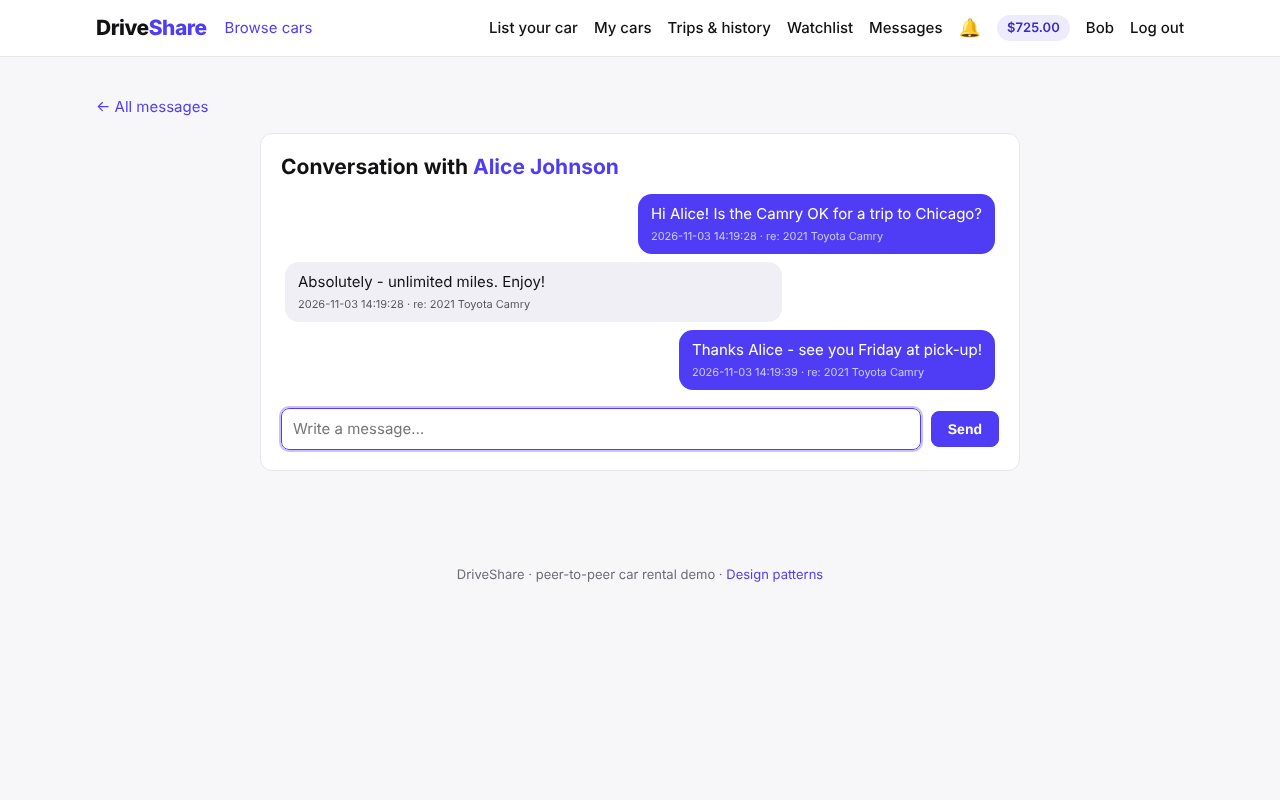 DriveShare Browse cars List your car My cars Trips & history Watchlist Messages $725.00 Bob Log out
← All messages
Conversation with Alice Johnson
Hi Alice! Is the Camry OK for a trip to Chicago?
2026-11-03 14:19:28 · re: 2021 Toyota Camry
Absolutely - unlimited miles. Enjoy!
2026-11-03 14:19:28 · re: 2021 Toyota Camry
Thanks Alice - see you Friday at pick-up!
2026-11-03 14:19:39 · re: 2021 Toyota Camry
Write a message... Send
DriveShare · peer-to-peer car rental demo · Design patterns